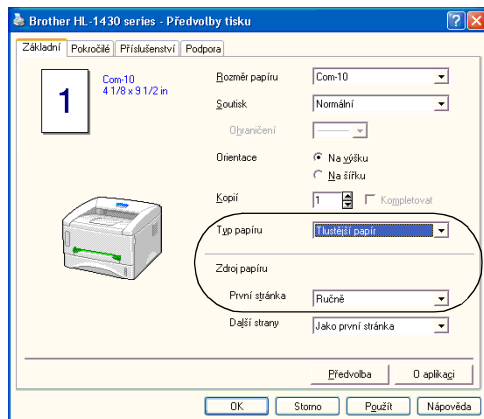 Brother HL-1430 series - Předvolby tisku
Základní Pokročilé Příslušenství Podpora
1
Com-10
4 1/8 x 9 1/2 in
Rozměr papíru Com-10
Soutisk Normální
Ohraničení
Orientace Na výšku
Na šířku
Kopií 1 Kompletovat
Typ papíru Tlustější papír
Zdroj papíru
První stránka Ručně
Další strany Jako první stránka
Předvolba O aplikaci
OK Storno Použít Nápověda